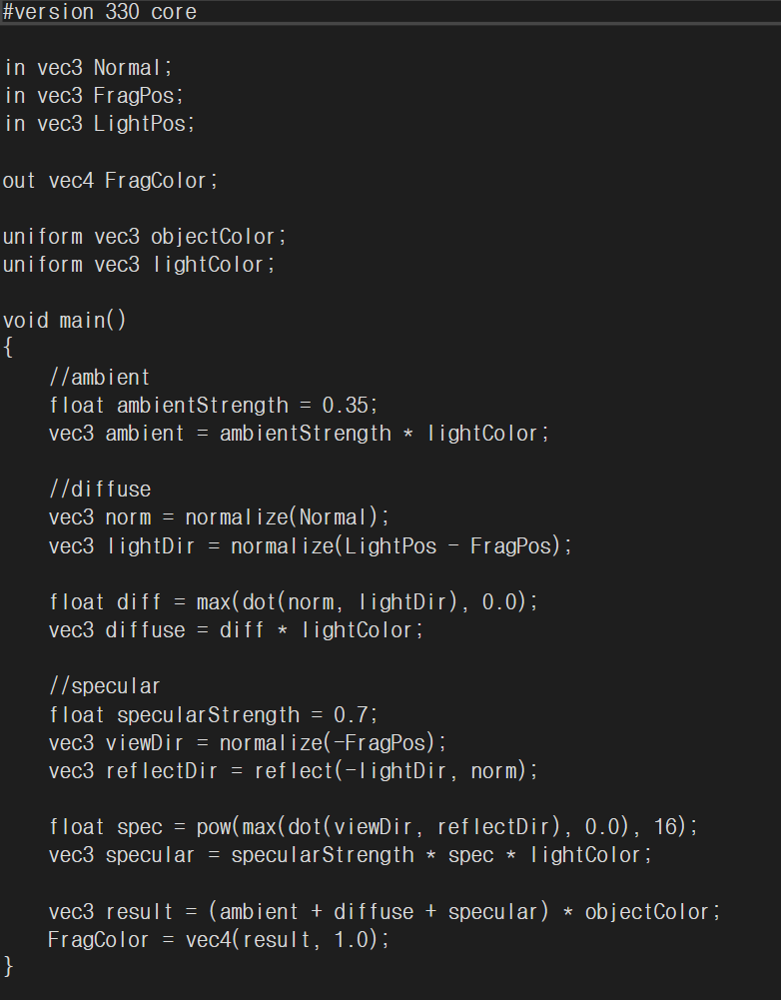 #version 330 core
in vec3 Normal;
in vec3 FragPos;
in vec3 LightPos;
out vec4 FragColor;
uniform vec3 objectColor;
uniform vec3 lightColor;
void main()
{
    //ambient
    float ambientStrength = 0.35;
    vec3 ambient = ambientStrength * lightColor;
    //diffuse
    vec3 norm = normalize(Normal);
    vec3 lightDir = normalize(LightPos - FragPos);
    float diff = max(dot(norm, lightDir), 0.0);
    vec3 diffuse = diff * lightColor;
    //specular
    float specularStrength = 0.7;
    vec3 viewDir = normalize(-FragPos);
    vec3 reflectDir = reflect(-lightDir, norm);
    float spec = pow(max(dot(viewDir, reflectDir), 0.0), 16);
    vec3 specular = specularStrength * spec * lightColor;
    vec3 result = (ambient + diffuse + specular) * objectColor;
    FragColor = vec4(result, 1.0);
}